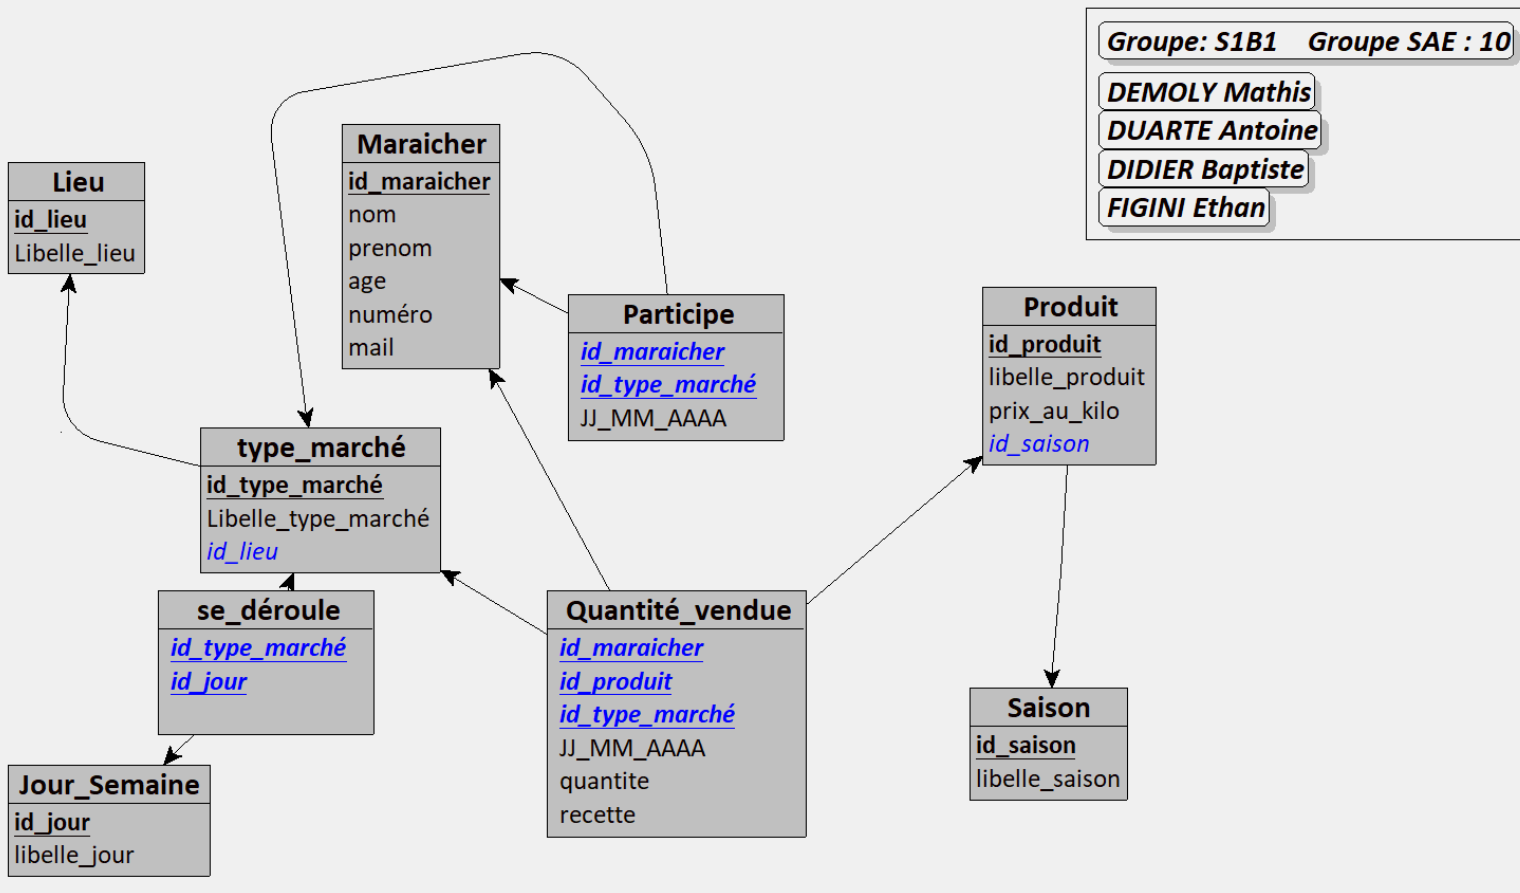 Groupe: S1B1    Groupe SAE : 10
DEMOLY Mathis
DUARTE Antoine
DIDIER Baptiste
FIGINI Ethan
Maraicher
id_maraicher
nom
prenom
age
numéro
mail
Lieu
id_lieu
Libelle_lieu
Participe
id_maraicher
id_type_marché
JJ_MM_AAAA
Produit
id_produit
libelle_produit
prix_au_kilo
id_saison
type_marché
id_type_marché
Libelle_type_marché
id_lieu
se_déroule
id_type_marché
id_jour
Quantité_vendue
id_maraicher
id_produit
id_type_marché
JJ_MM_AAAA
quantite
recette
Saison
id_saison
libelle_saison
Jour_Semaine
id_jour
libelle_jour